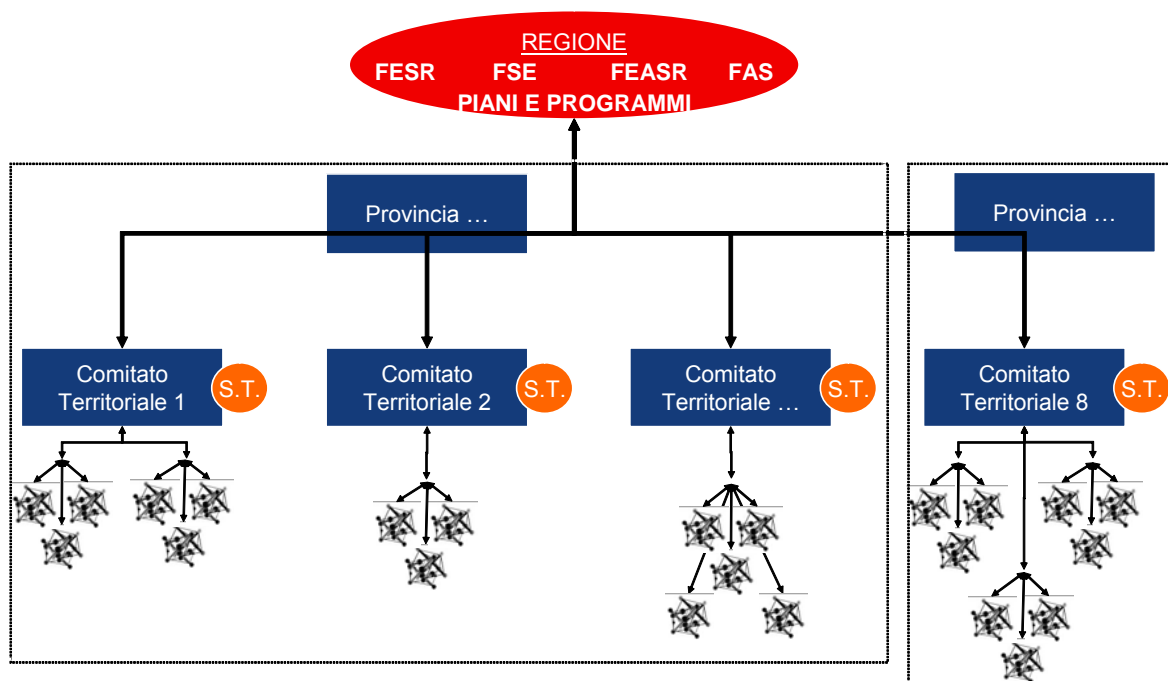 REGIONE
FESR FSE FEASR FAS
PIANI E PROGRAMMI
Provincia …
Provincia …
Comitato
Territoriale 1
S.T.
Comitato
Territoriale 2
S.T.
Comitato
Territoriale …
S.T.
Comitato
Territoriale 8
S.T.